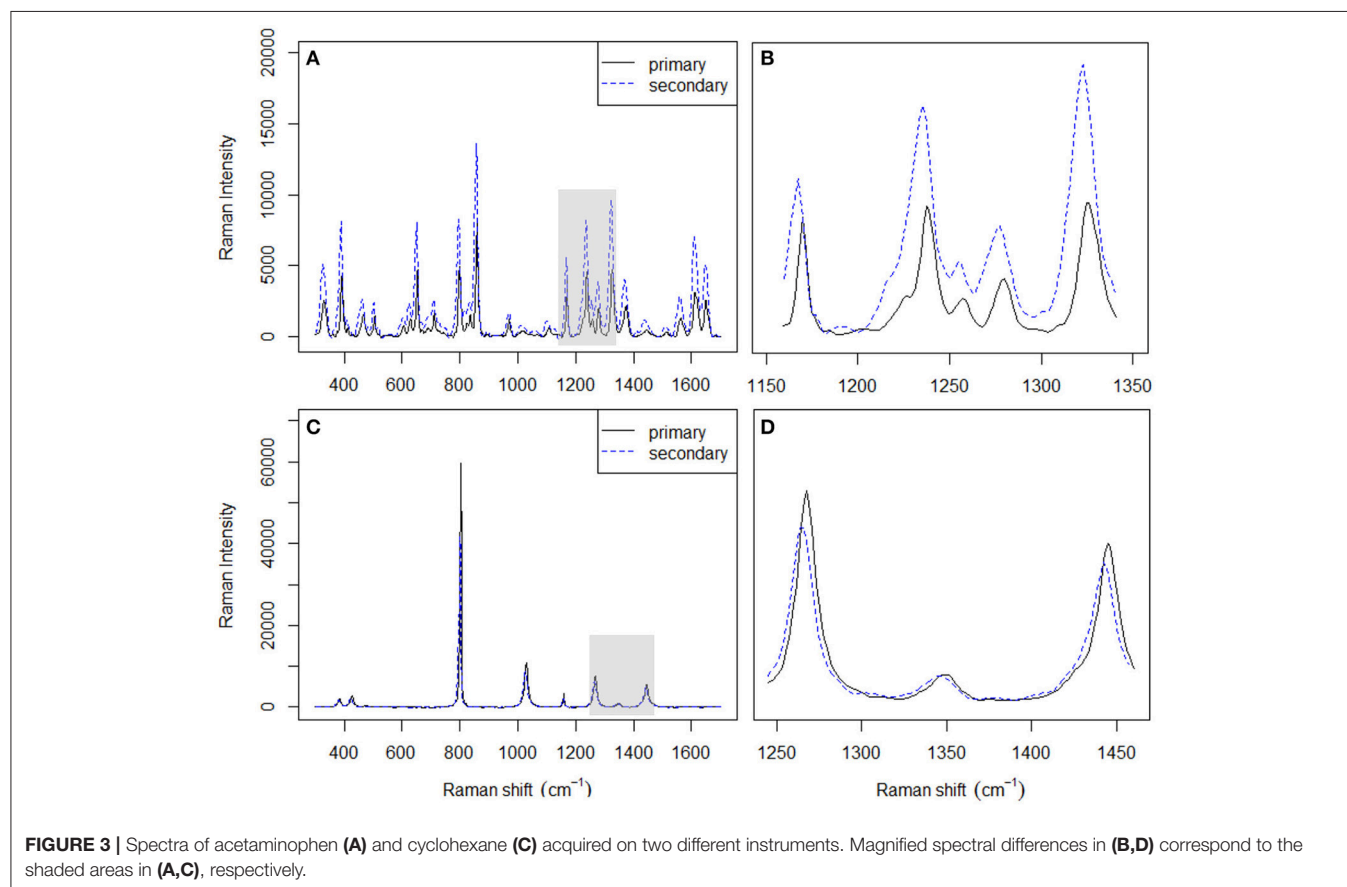 A
primary
secondary
Raman Intensity
20000
15000
10000
5000
0
400 600 800 1000 1200 1400 1600
B
1150 1200 1250 1300 1350
C
primary
secondary
Raman Intensity
60000
40000
20000
0
400 600 800 1000 1200 1400 1600
Raman shift (cm⁻¹)
D
1250 1300 1350 1400 1450
Raman shift (cm⁻¹)
FIGURE 3 | Spectra of acetaminophen (A) and cyclohexane (C) acquired on two different instruments. Magnified spectral differences in (B,D) correspond to the
shaded areas in (A,C), respectively.